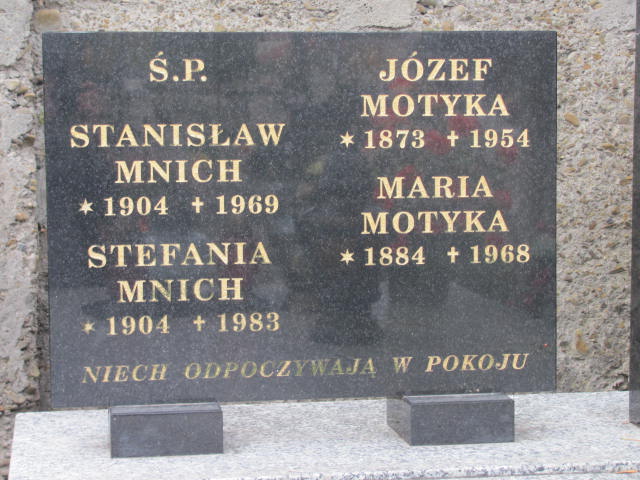 Ś.P.
STANISŁAW
MNICH
* 1904 + 1969
STEFANIA
MNICH
* 1904 + 1983
JÓZEF
MOTYKA
* 1873 + 1954
MARIA
MOTYKA
* 1884 + 1968
NIECH ODPOCZYWAJĄ W POKOJU